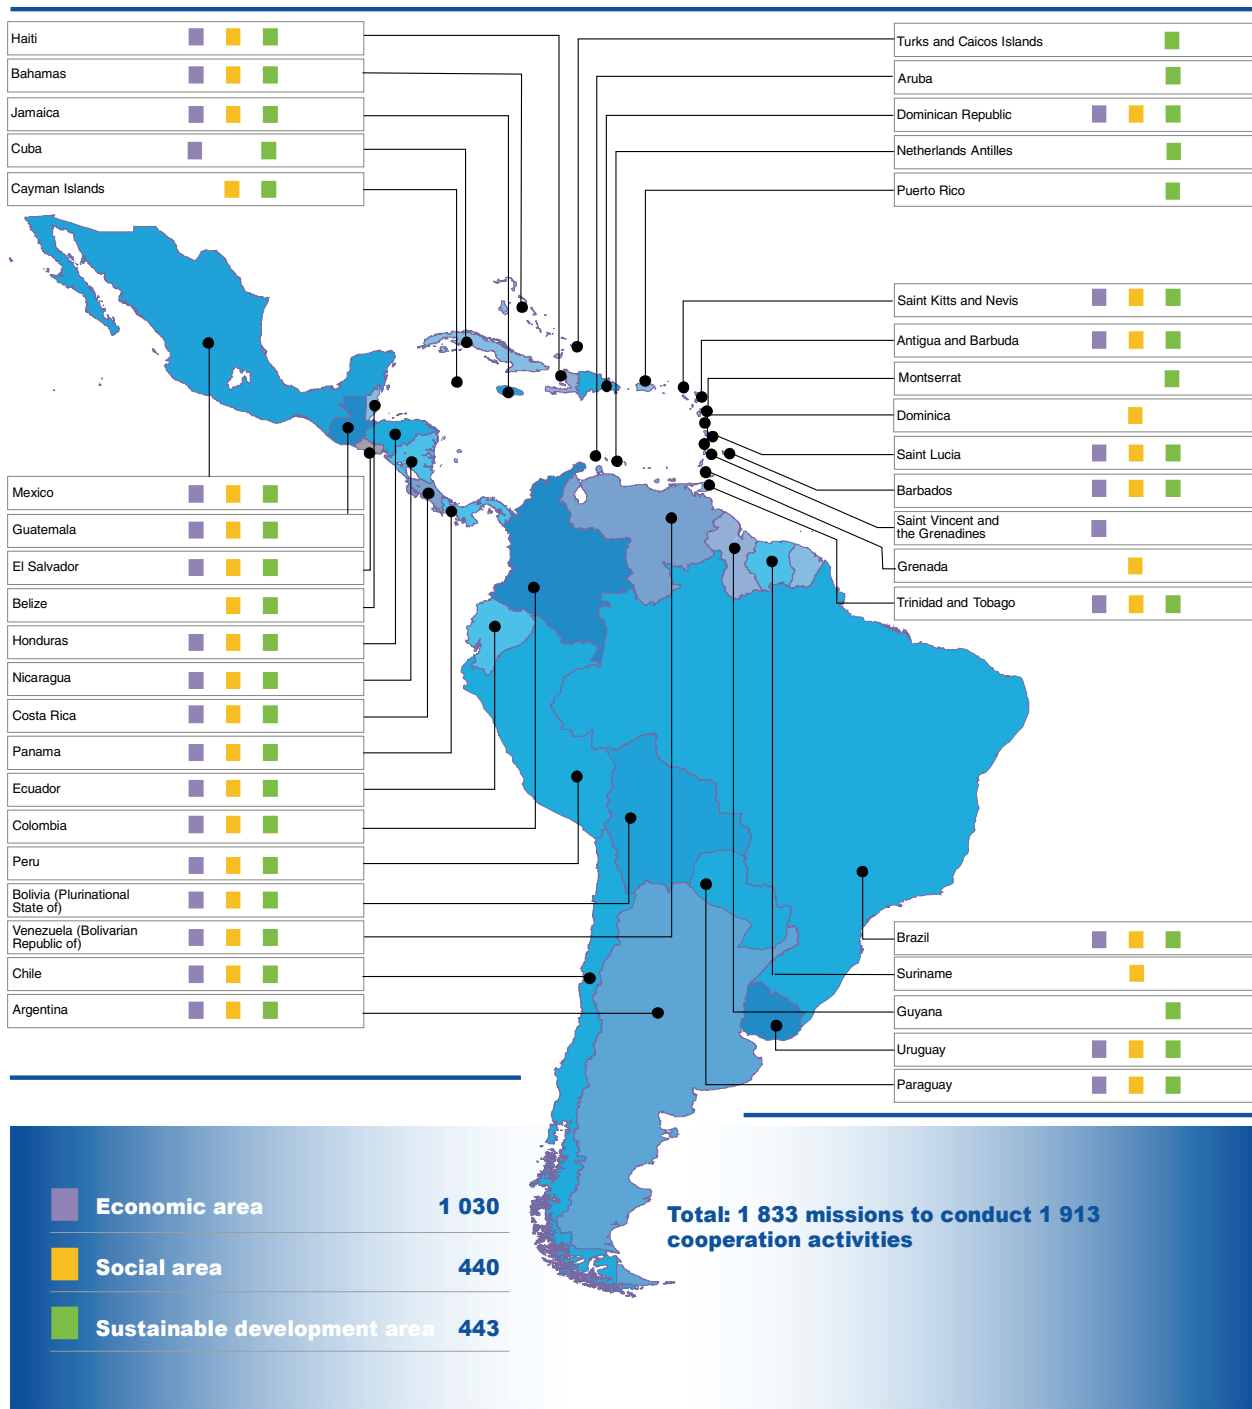 Haiti
Bahamas
Jamaica
Cuba
Cayman Islands
Turks and Caicos Islands
Aruba
Dominican Republic
Netherlands Antilles
Puerto Rico
Saint Kitts and Nevis
Antigua and Barbuda
Montserrat
Dominica
Saint Lucia
Barbados
Saint Vincent and
the Grenadines
Grenada
Trinidad and Tobago
Mexico
Guatemala
El Salvador
Belize
Honduras
Nicaragua
Costa Rica
Panama
Ecuador
Colombia
Peru
Bolivia (Plurinational
State of)
Venezuela (Bolivarian
Republic of)
Chile
Argentina
Brazil
Suriname
Guyana
Uruguay
Paraguay
Economic area 1 030
Social area 440
Sustainable development area 443
Total: 1 833 missions to conduct 1 913
cooperation activities